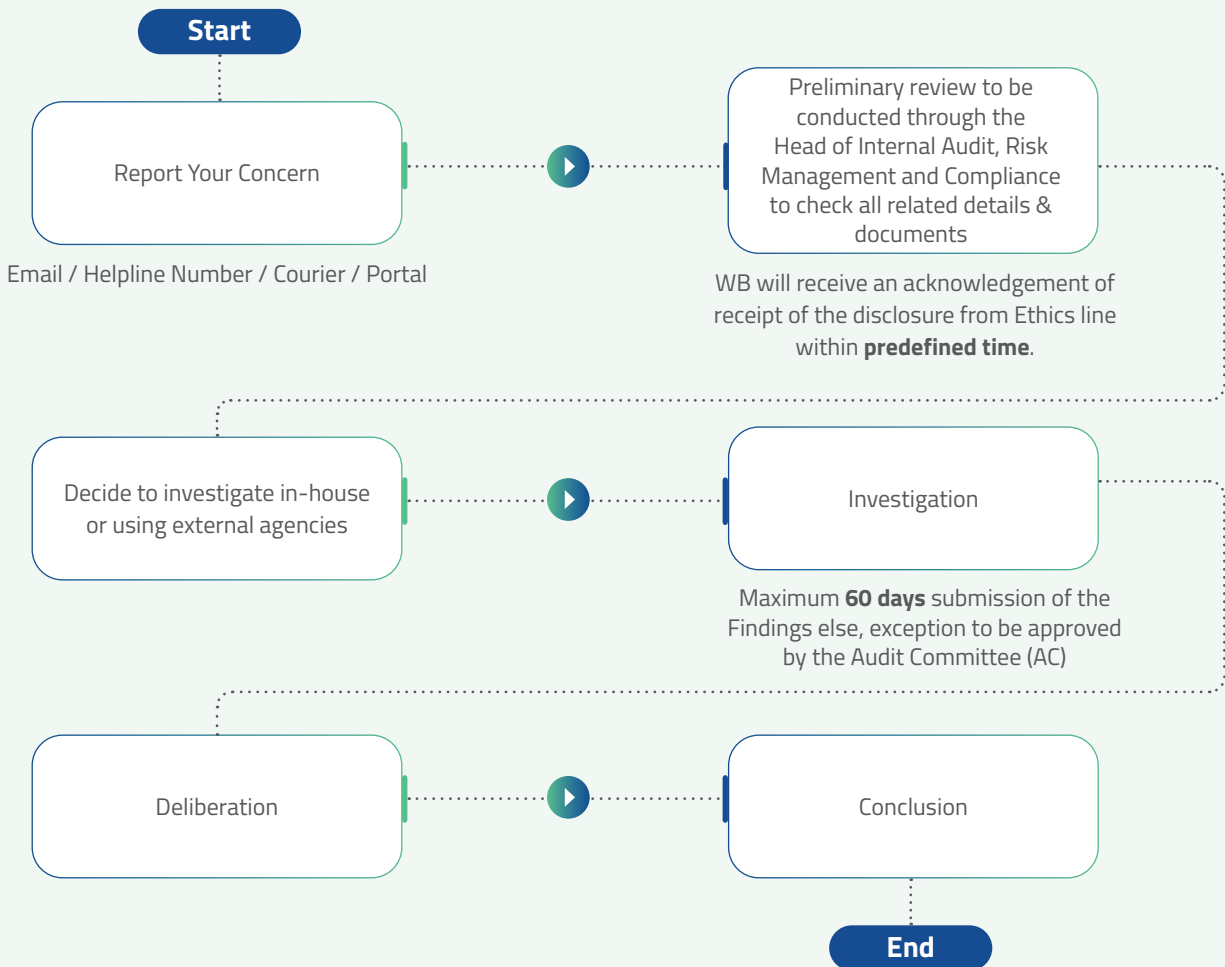 Start
Report Your Concern
Email / Helpline Number / Courier / Portal
Preliminary review to be
conducted through the
Head of Internal Audit, Risk
Management and Compliance
to check all related details &
documents
WB will receive an acknowledgement of
receipt of the disclosure from Ethics line
within predefined time.
Decide to investigate in-house
or using external agencies
Investigation
Maximum 60 days submission of the
Findings else, exception to be approved
by the Audit Committee (AC)
Deliberation
Conclusion
End